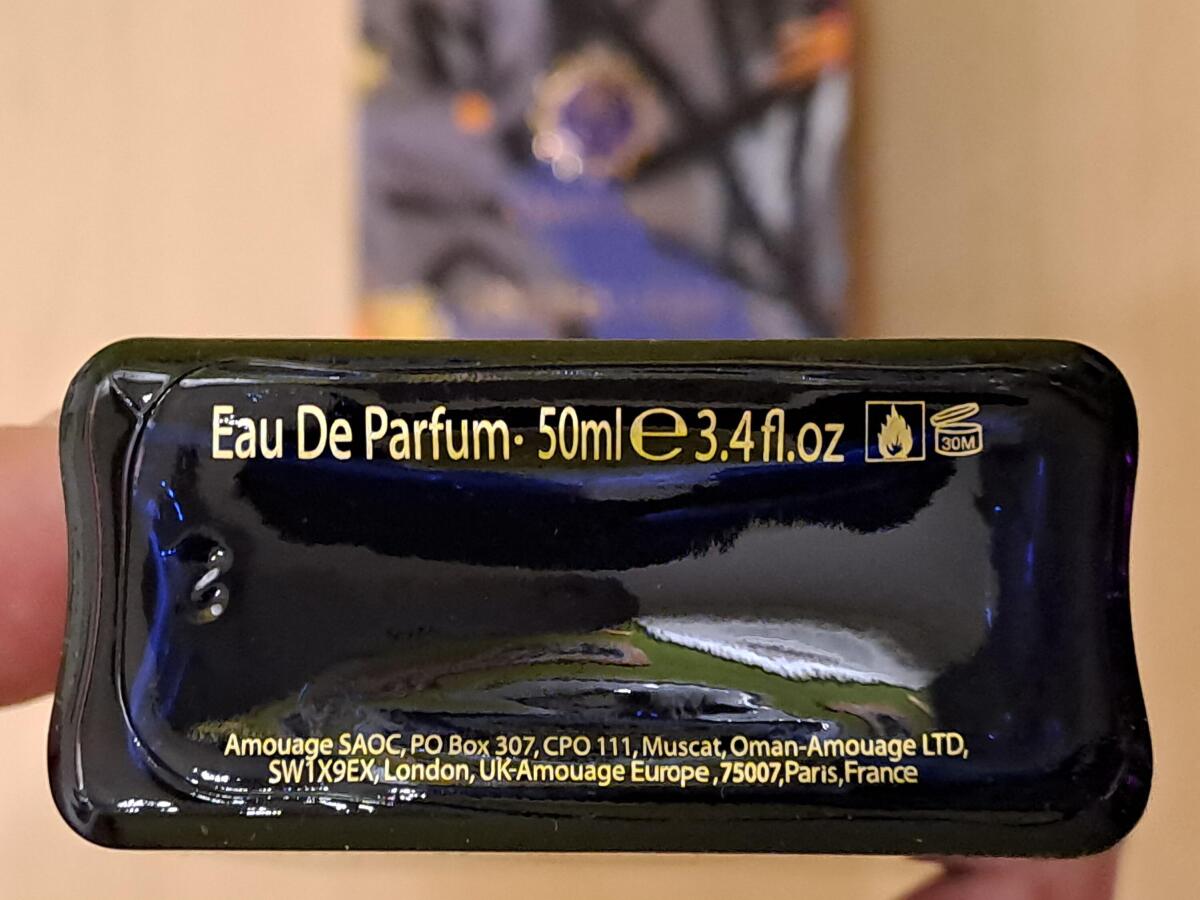 Eau De Parfum· 50ml ℮ 3.4 fl.oz 30M
Amouage SAOC, PO Box 307, CPO 111, Muscat, Oman-Amouage LTD,
SW1X9EX, London, UK-Amouage Europe ,75007,Paris,France